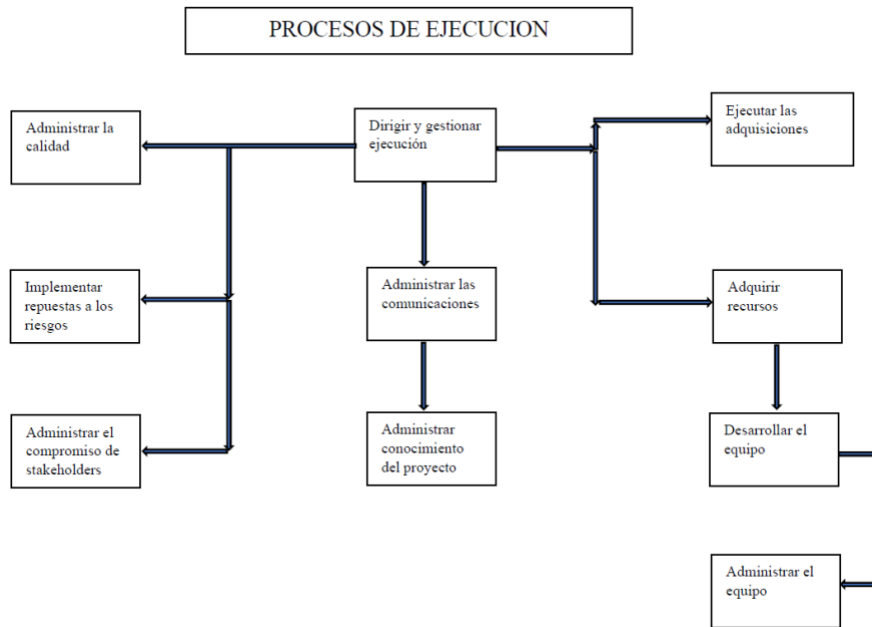 PROCESOS DE EJECUCION
Administrar la
calidad
Dirigir y gestionar
ejecución
Ejecutar las
adquisiciones
Implementar
repuestas a los
riesgos
Administrar las
comunicaciones
Adquirir
recursos
Administrar el
compromiso de
stakeholders
Administrar
conocimiento
del proyecto
Desarrollar el
equipo
Administrar el
equipo